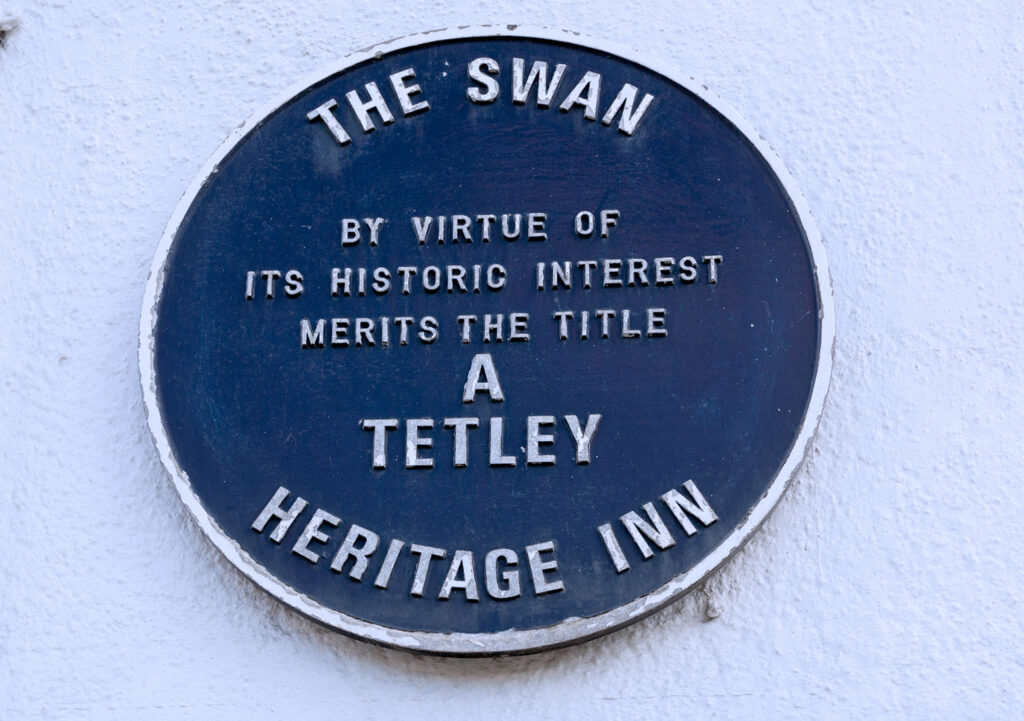 THE SWAN
BY VIRTUE OF
ITS HISTORIC INTEREST
MERITS THE TITLE
A
TETLEY
HERITAGE INN